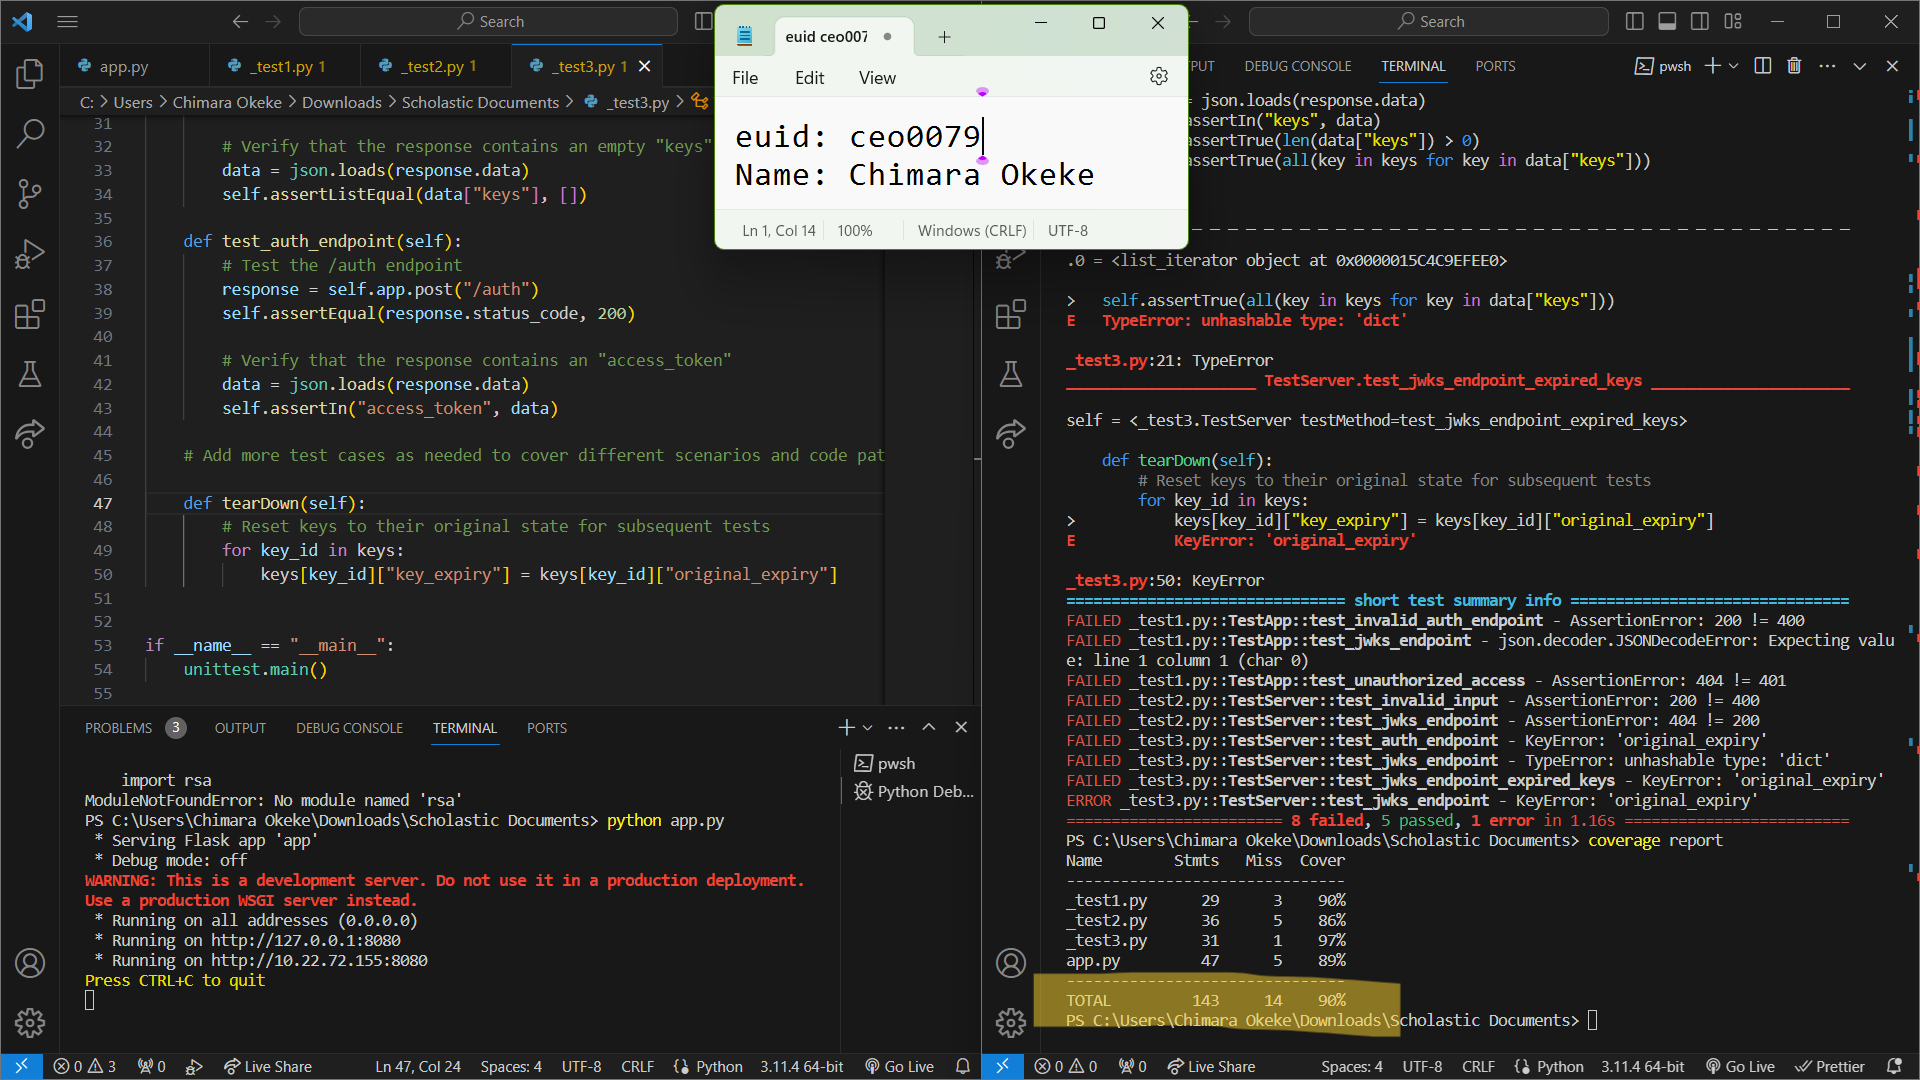 Search
app.py
_test1.py 1
_test2.py 1
_test3.py 1
C: > Users > Chimara Okeke > Downloads > Scholastic Documents > _test3.py >
31
32 # Verify that the response contains an empty "keys"
33 data = json.loads(response.data)
34 self.assertListEqual(data["keys"], [])
35
36 def test_auth_endpoint(self):
37 # Test the /auth endpoint
38 response = self.app.post("/auth")
39 self.assertEqual(response.status_code, 200)
40
41 # Verify that the response contains an "access_token"
42 data = json.loads(response.data)
43 self.assertIn("access_token", data)
44
45 # Add more test cases as needed to cover different scenarios and code pat
46
47 def tearDown(self):
48 # Reset keys to their original state for subsequent tests
49 for key_id in keys:
50 keys[key_id]["key_expiry"] = keys[key_id]["original_expiry"]
51
52
53 if __name__ == "__main__":
54 unittest.main()
55
PROBLEMS 3 OUTPUT DEBUG CONSOLE TERMINAL PORTS
pwsh
Python Deb...
import rsa
ModuleNotFoundError: No module named 'rsa'
PS C:\Users\Chimara Okeke\Downloads\Scholastic Documents> python app.py
* Serving Flask app 'app'
* Debug mode: off
WARNING: This is a development server. Do not use it in a production deployment.
Use a production WSGI server instead.
* Running on all addresses (0.0.0.0)
* Running on http://127.0.0.1:8080
* Running on http://10.22.72.155:8080
Press CTRL+C to quit
0 3 0 Live Share Ln 47, Col 24 Spaces: 4 UTF-8 CRLF {} Python 3.11.4 64-bit Go Live
euid ceo007
File Edit View
euid: ceo0079
Name: Chimara Okeke
Ln 1, Col 14 100% Windows (CRLF) UTF-8
Search
PUT DEBUG CONSOLE TERMINAL PORTS pwsh
= json.loads(response.data)
assertIn("keys", data)
assertTrue(len(data["keys"]) > 0)
assertTrue(all(key in keys for key in data["keys"]))
- - - - - - - - - - - - - - - - - - - - - - - - - - - - - - - - - - -
.0 = <list_iterator object at 0x0000015C4C9EFEE0>
> self.assertTrue(all(key in keys for key in data["keys"]))
E TypeError: unhashable type: 'dict'
_test3.py:21: TypeError
_____________________ TestServer.test_jwks_endpoint_expired_keys ______________________
self = <_test3.TestServer testMethod=test_jwks_endpoint_expired_keys>
def tearDown(self):
# Reset keys to their original state for subsequent tests
for key_id in keys:
> keys[key_id]["key_expiry"] = keys[key_id]["original_expiry"]
E KeyError: 'original_expiry'
_test3.py:50: KeyError
=============================== short test summary info ===============================
FAILED _test1.py::TestApp::test_invalid_auth_endpoint - AssertionError: 200 != 400
FAILED _test1.py::TestApp::test_jwks_endpoint - json.decoder.JSONDecodeError: Expecting valu
e: line 1 column 1 (char 0)
FAILED _test1.py::TestApp::test_unauthorized_access - AssertionError: 404 != 401
FAILED _test2.py::TestServer::test_invalid_input - AssertionError: 200 != 400
FAILED _test2.py::TestServer::test_jwks_endpoint - AssertionError: 404 != 200
FAILED _test3.py::TestServer::test_auth_endpoint - KeyError: 'original_expiry'
FAILED _test3.py::TestServer::test_jwks_endpoint - TypeError: unhashable type: 'dict'
FAILED _test3.py::TestServer::test_jwks_endpoint_expired_keys - KeyError: 'original_expiry'
ERROR _test3.py::TestServer::test_jwks_endpoint - KeyError: 'original_expiry'
======================== 8 failed, 5 passed, 1 error in 1.16s =========================
PS C:\Users\Chimara Okeke\Downloads\Scholastic Documents> coverage report
Name Stmts Miss Cover
-------------------------------
_test1.py 29 3 90%
_test2.py 36 5 86%
_test3.py 31 1 97%
app.py 47 5 89%
-------------------------------
TOTAL 143 14 90%
PS C:\Users\Chimara Okeke\Downloads\Scholastic Documents>
0 0 0 Live Share Spaces: 4 UTF-8 CRLF {} Python 3.11.4 64-bit Go Live Prettier